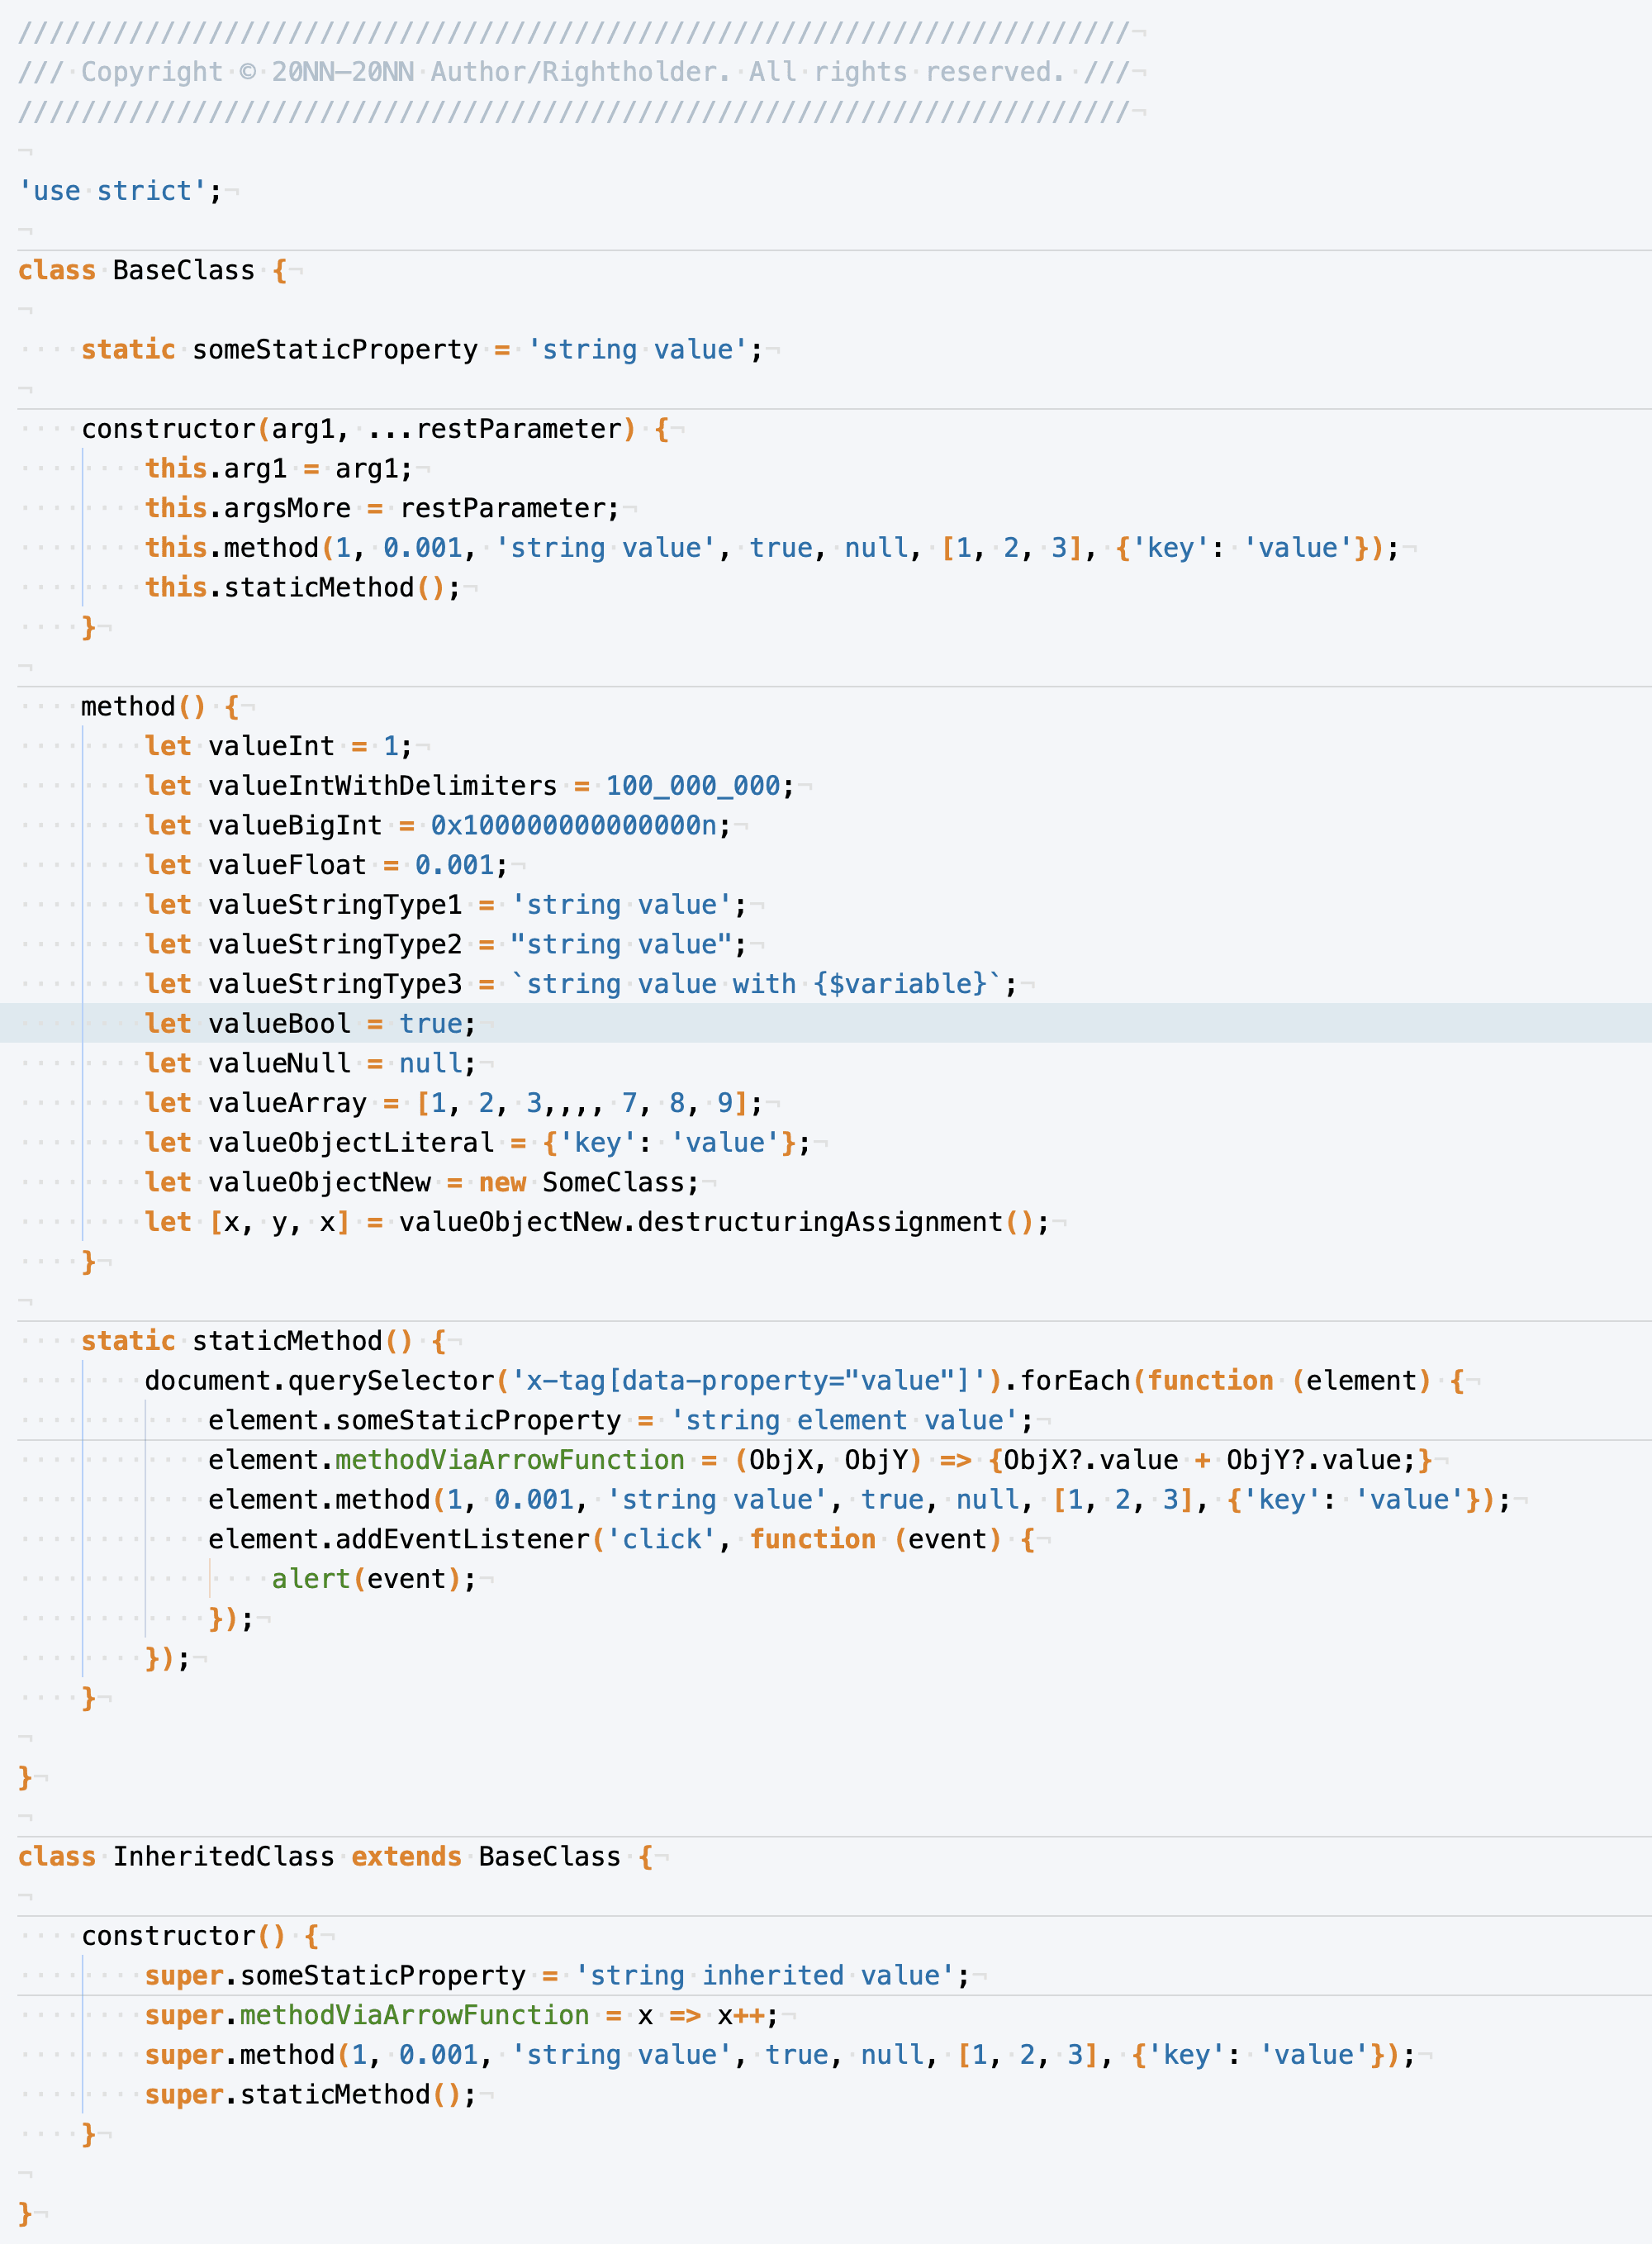 //////////////////////////////////////////////////////////////////////
/// Copyright © 20NN—20NN Author/Rightholder. All rights reserved. ///
//////////////////////////////////////////////////////////////////////

'use strict';

class BaseClass {

    static someStaticProperty = 'string value';

    constructor(arg1, ...restParameter) {
        this.arg1 = arg1;
        this.argsMore = restParameter;
        this.method(1, 0.001, 'string value', true, null, [1, 2, 3], {'key': 'value'});
        this.staticMethod();
    }

    method() {
        let valueInt = 1;
        let valueIntWithDelimiters = 100_000_000;
        let valueBigInt = 0x100000000000000n;
        let valueFloat = 0.001;
        let valueStringType1 = 'string value';
        let valueStringType2 = "string value";
        let valueStringType3 = `string value with {$variable}`;
        let valueBool = true;
        let valueNull = null;
        let valueArray = [1, 2, 3,,,, 7, 8, 9];
        let valueObjectLiteral = {'key': 'value'};
        let valueObjectNew = new SomeClass;
        let [x, y, x] = valueObjectNew.destructuringAssignment();
    }

    static staticMethod() {
        document.querySelector('x-tag[data-property="value"]').forEach(function (element) {
            element.someStaticProperty = 'string element value';
            element.methodViaArrowFunction = (ObjX, ObjY) => {ObjX?.value + ObjY?.value;}
            element.method(1, 0.001, 'string value', true, null, [1, 2, 3], {'key': 'value'});
            element.addEventListener('click', function (event) {
                alert(event);
            });
        });
    }

}

class InheritedClass extends BaseClass {

    constructor() {
        super.someStaticProperty = 'string inherited value';
        super.methodViaArrowFunction = x => x++;
        super.method(1, 0.001, 'string value', true, null, [1, 2, 3], {'key': 'value'});
        super.staticMethod();
    }

}